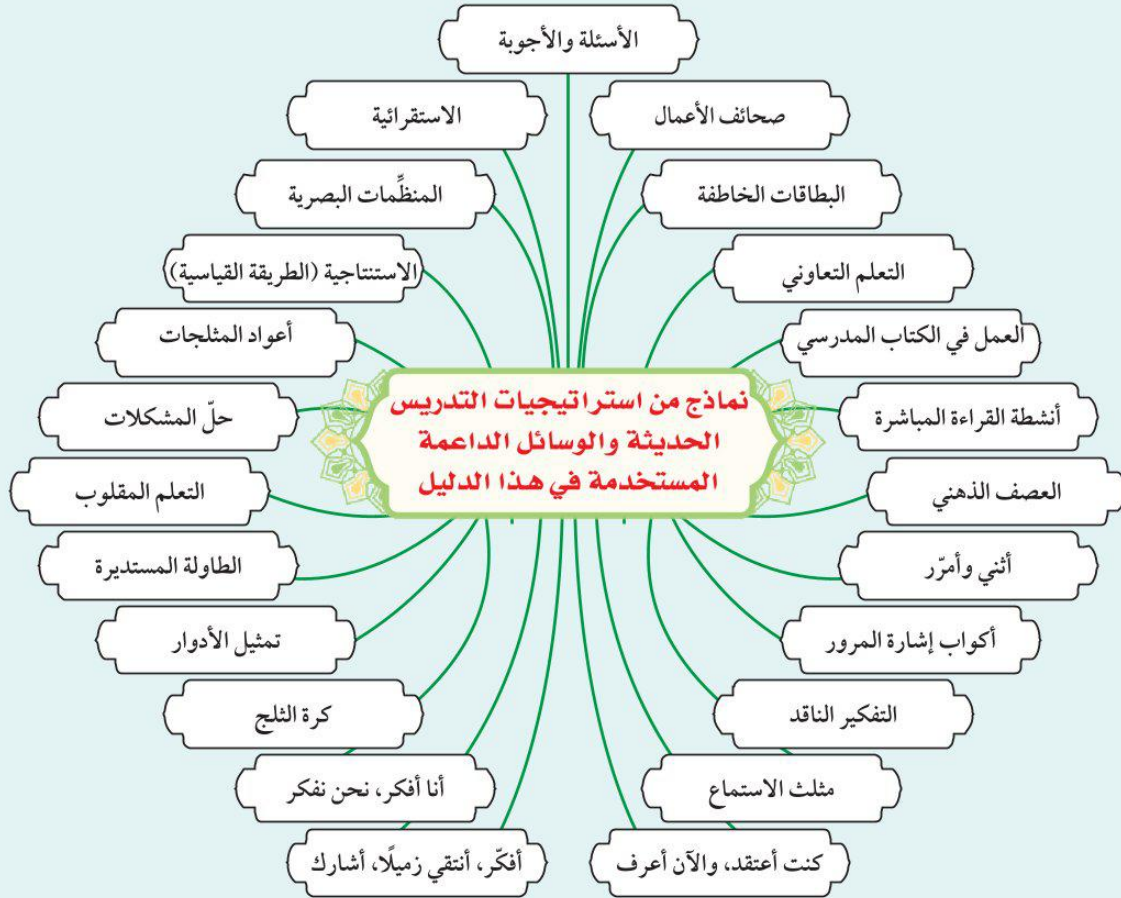 الأسئلة والأجوبة
صحائف الأعمال
الاستقرائية
البطاقات الخاطفة
المنظِّمات البصرية
التعلم التعاوني
الاستنتاجية (الطريقة القياسية)
العمل في الكتاب المدرسي
أعواد المثلجات
نماذج من استراتيجيات التدريس
الحديثة والوسائل الداعمة
المستخدمة في هذا الدليل
أنشطة القراءة المباشرة
حلّ المشكلات
العصف الذهني
التعلم المقلوب
أثني وأمرّر
الطاولة المستديرة
أكواب إشارة المرور
تمثيل الأدوار
التفكير الناقد
كرة الثلج
مثلث الاستماع
أنا أفكر، نحن نفكر
كنت أعتقد، والآن أعرف
أفكّر، أنتقي زميلًا، أشارك